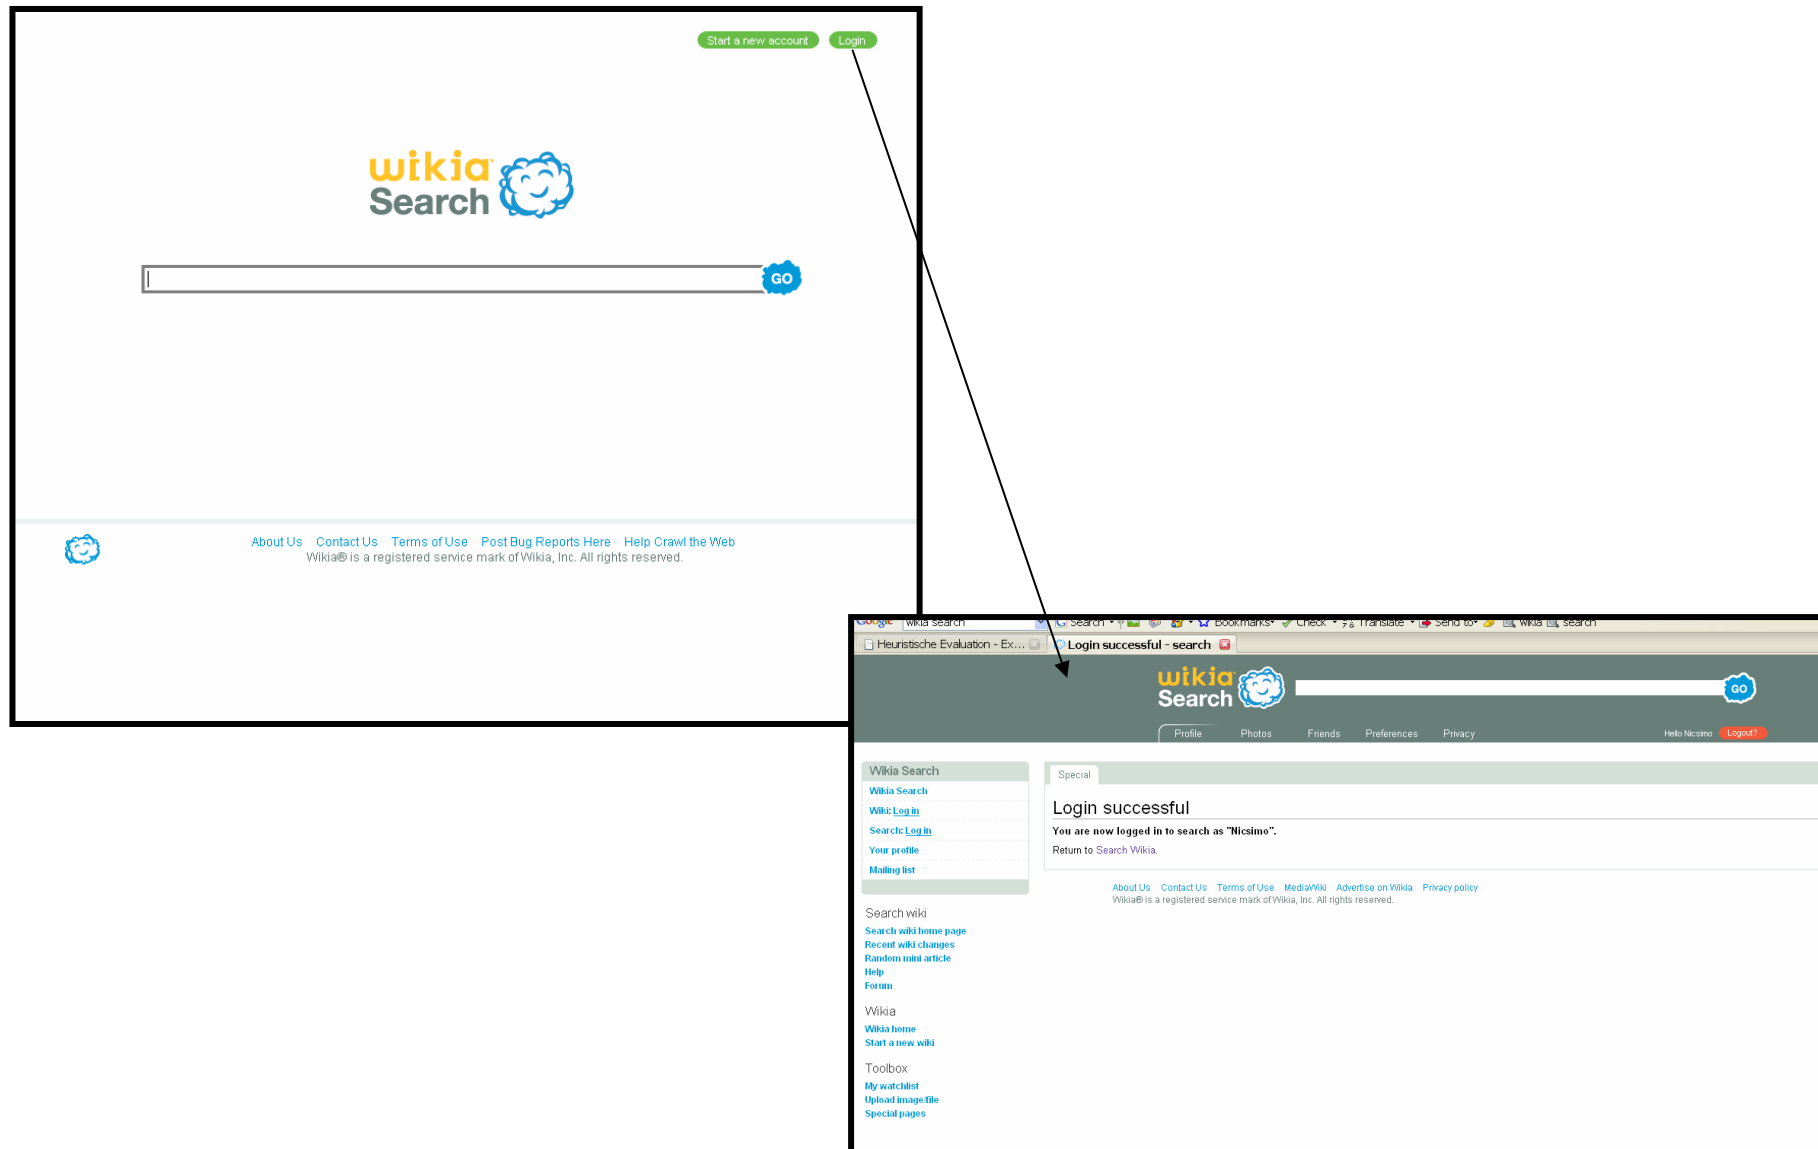 Start a new account Login
wikia
Search
GO
About Us Contact Us Terms of Use Post Bug Reports Here Help Crawl the Web
Wikia® is a registered service mark of Wikia, Inc. All rights reserved.
Google wikia search Search Bookmarks Check Translate Send to wikia search
Heuristische Evaluation - Ex... Login successful - search
wikia
Search
GO
Profile Photos Friends Preferences Privacy Hello Nicsimo Logout?
Wikia Search
Wikia Search
Wiki: Log in
Search: Log in
Your profile
Mailing list
Special
Login successful
You are now logged in to search as "Nicsimo".
Return to Search Wikia.
About Us Contact Us Terms of Use MediaWiki Advertise on Wikia Privacy policy
Wikia® is a registered service mark of Wikia, Inc. All rights reserved.
Search wiki
Search wiki home page
Recent wiki changes
Random mini article
Help
Forum
Wikia
Wikia home
Start a new wiki
Toolbox
My watchlist
Upload image/file
Special pages